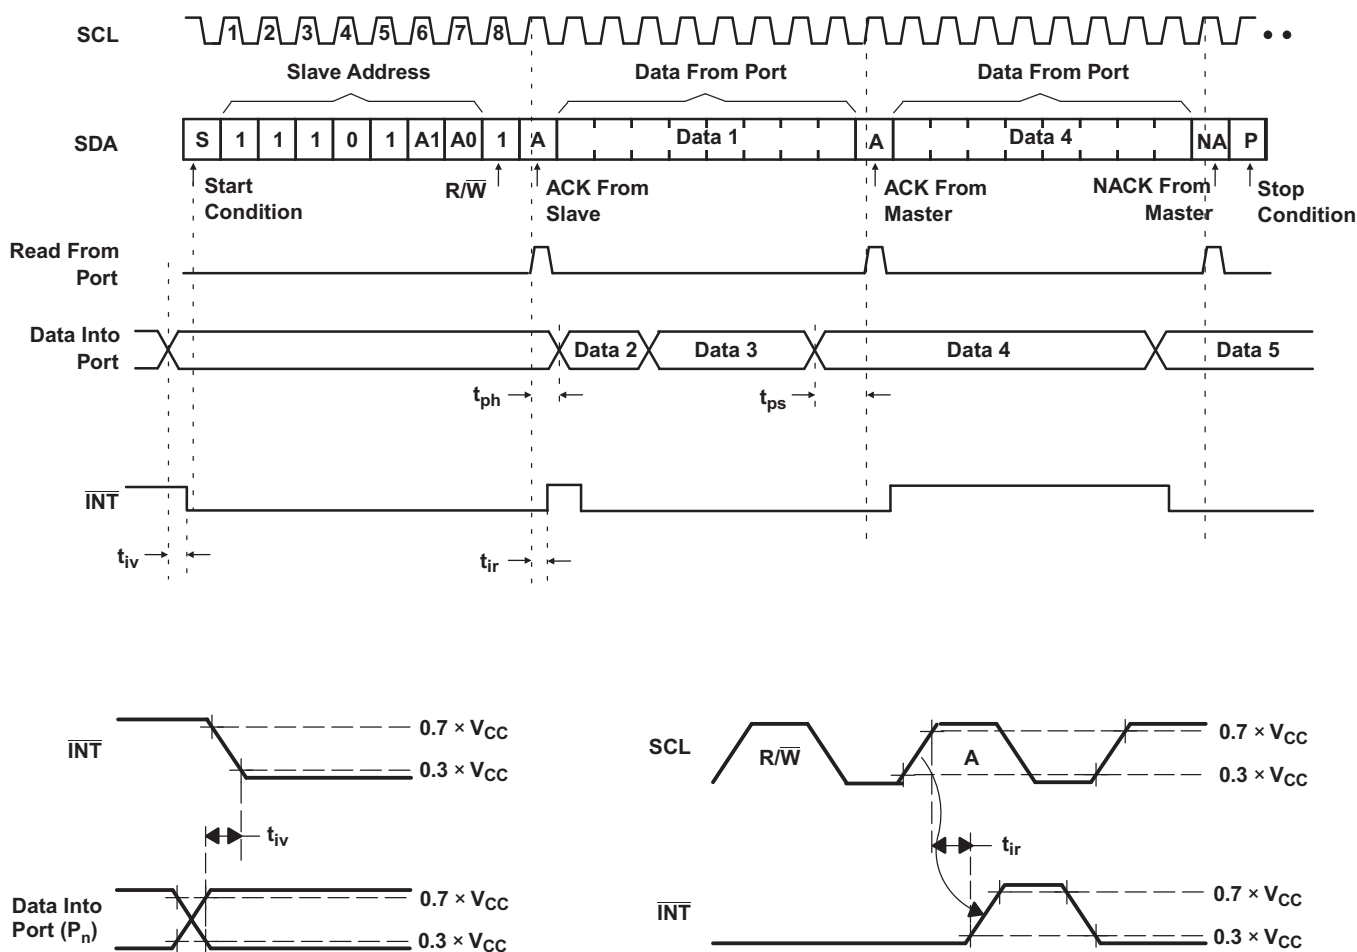 SCL 1 2 3 4 5 6 7 8
Slave Address Data From Port Data From Port
SDA S 1 1 1 0 1 A1 A0 1 A Data 1 A Data 4 NA P
Start Condition
R/W̅
ACK From Slave
ACK From Master
NACK From Master
Stop Condition
Read From Port
Data Into Port Data 2 Data 3 Data 4 Data 5
tph tps
I̅N̅T̅
tiv tir
I̅N̅T̅
0.7 × VCC
0.3 × VCC
tiv
Data Into Port (Pn)
0.7 × VCC
0.3 × VCC
SCL R/W̅ A
0.7 × VCC
0.3 × VCC
tir
I̅N̅T̅
0.7 × VCC
0.3 × VCC